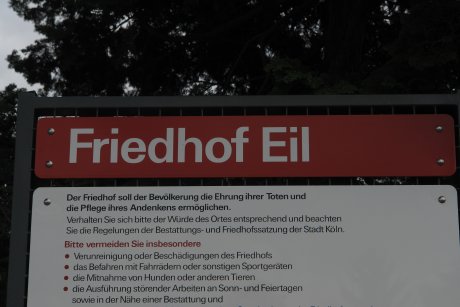 Friedhof Eil
Der Friedhof soll der Bevölkerung die Ehrung ihrer Toten und
die Pflege ihres Andenkens ermöglichen.
Verhalten Sie sich bitte der Würde des Ortes entsprechend und beachten
Sie die Regelungen der Bestattungs- und Friedhofssatzung der Stadt Köln.
Bitte vermeiden Sie insbesondere
• Verunreinigung oder Beschädigungen des Friedhofs
• das Befahren mit Fahrrädern oder sonstigen Sportgeräten
• die Mitnahme von Hunden oder anderen Tieren
• die Ausführung störender Arbeiten an Sonn- und Feiertagen
sowie in der Nähe einer Bestattung und